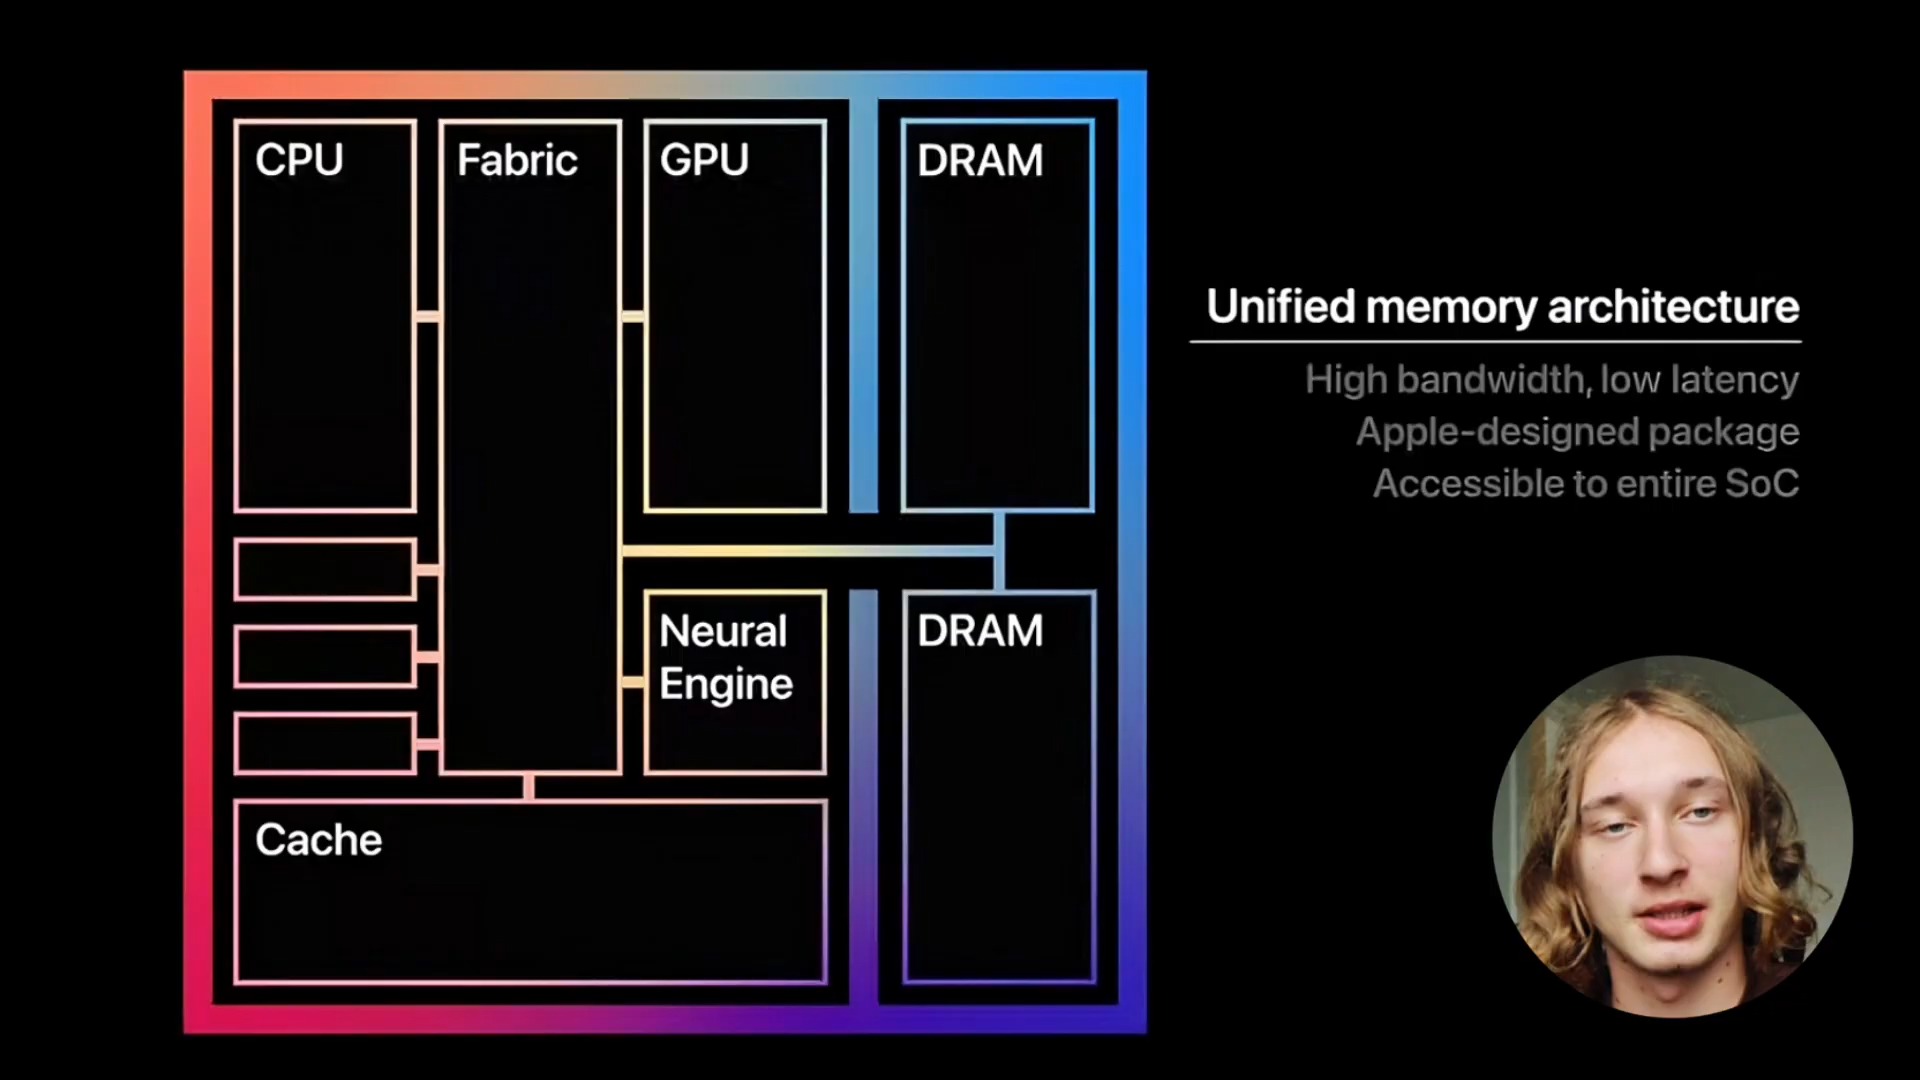 CPU
Fabric
GPU
DRAM
Unified memory architecture
High bandwidth, low latency
Apple-designed package
Accessible to entire SoC
Neural
Engine
DRAM
Cache